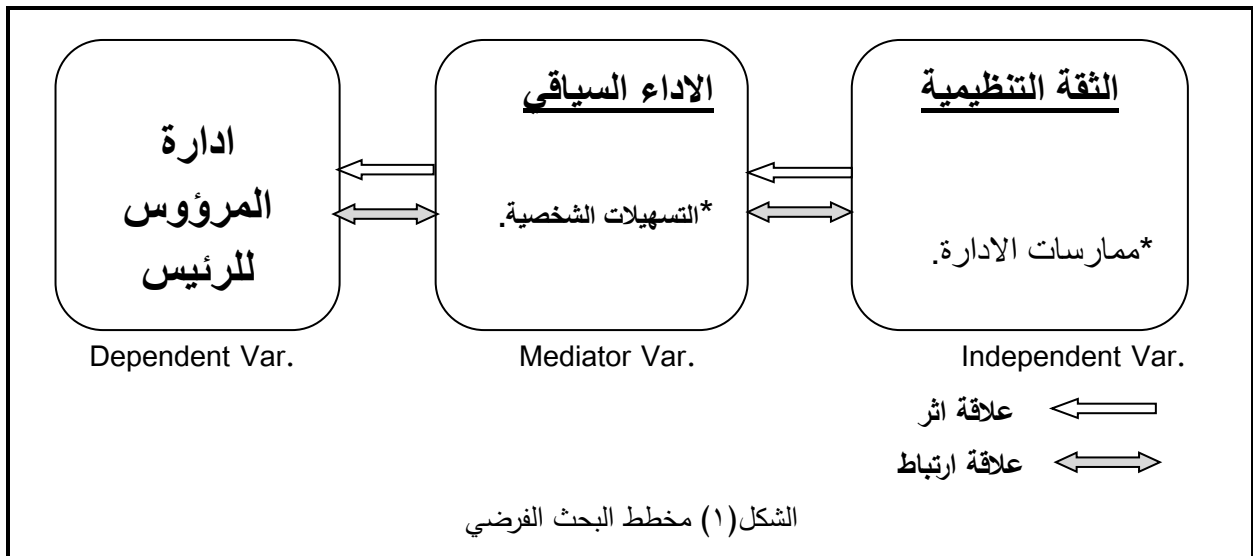 الثقة التنظيمية
*ممارسات الادارة.
Independent Var.
الاداء السياقي
*التسهيلات الشخصية.
Mediator Var.
ادارة
المرؤوس
للرئيس
Dependent Var.
علاقة اثر
علاقة ارتباط
الشكل(١) مخطط البحث الفرضي